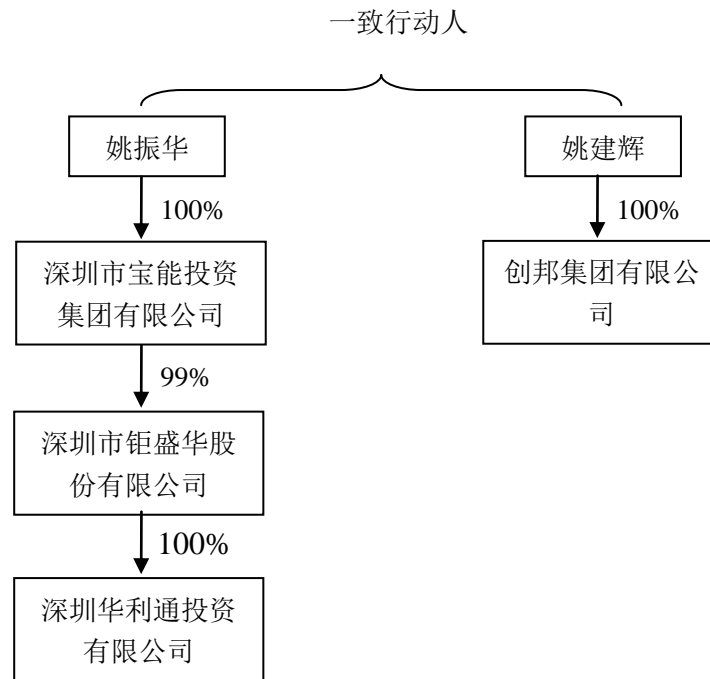 一致行动人
姚振华
姚建辉
100%
100%
深圳市宝能投资
集团有限公司
创邦集团有限公
司
99%
深圳市钜盛华股
份有限公司
100%
深圳华利通投资
有限公司